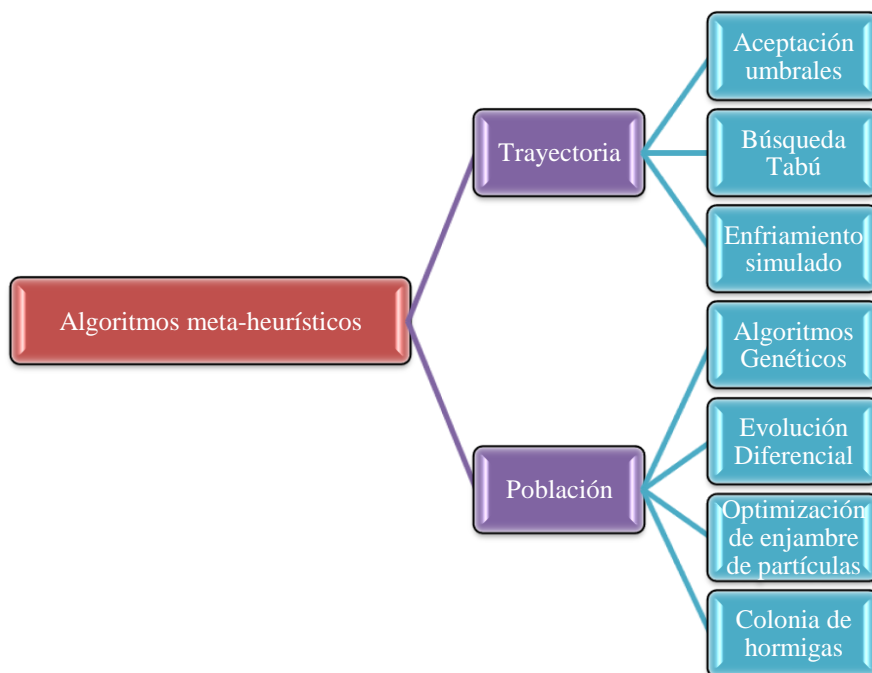 Algoritmos meta-heurísticos
Trayectoria
Aceptación
umbrales
Búsqueda
Tabú
Enfriamiento
simulado
Población
Algoritmos
Genéticos
Evolución
Diferencial
Optimización
de enjambre
de partículas
Colonia de
hormigas